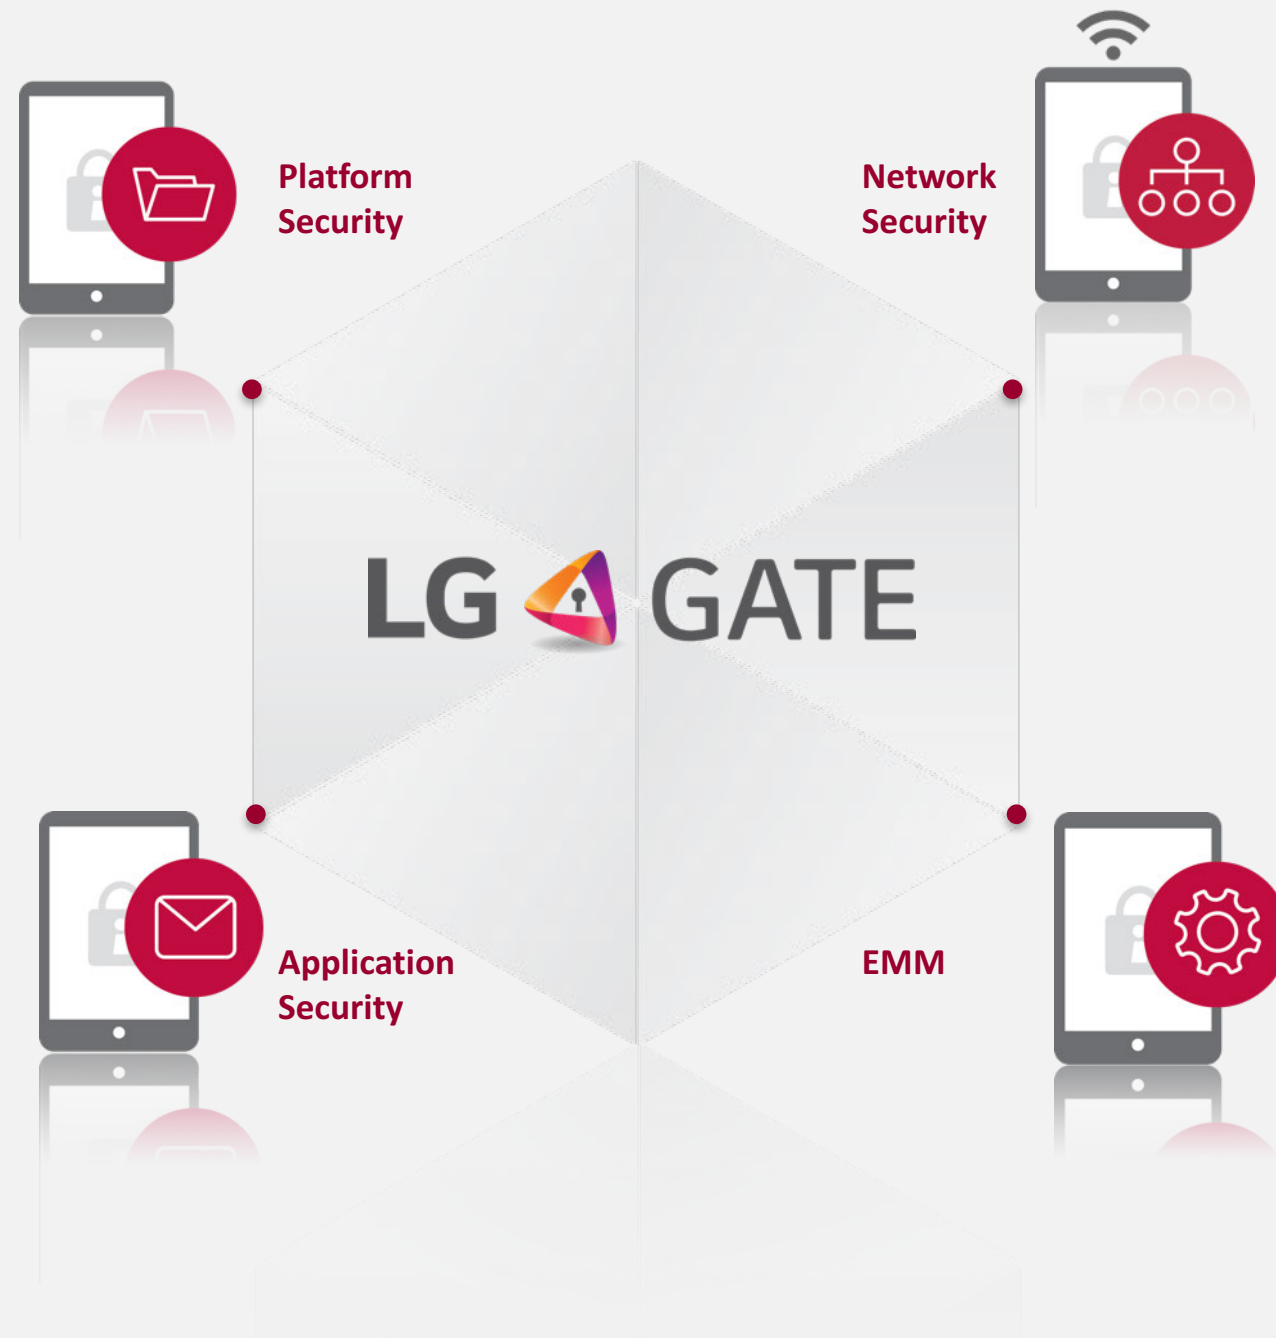 Platform
Security
Network
Security
LG GATE
Application
Security
EMM